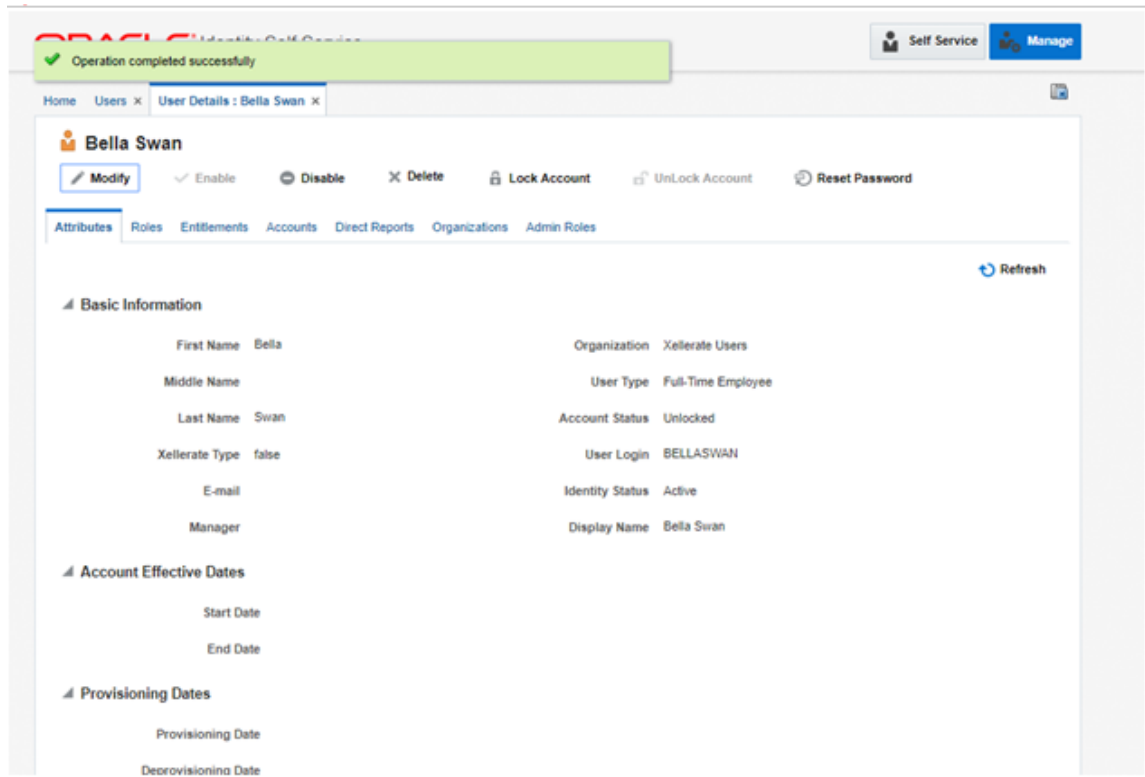 Operation completed successfully
Self Service Manage
Home Users × User Details : Bella Swan ×
Bella Swan
Modify Enable Disable Delete Lock Account UnLock Account Reset Password
Attributes Roles Entitlements Accounts Direct Reports Organizations Admin Roles
Refresh
Basic Information
First Name Bella Organization Xellerate Users
Middle Name User Type Full-Time Employee
Last Name Swan Account Status Unlocked
Xellerate Type false User Login BELLASWAN
E-mail Identity Status Active
Manager Display Name Bella Swan
Account Effective Dates
Start Date
End Date
Provisioning Dates
Provisioning Date
Deprovisioning Date